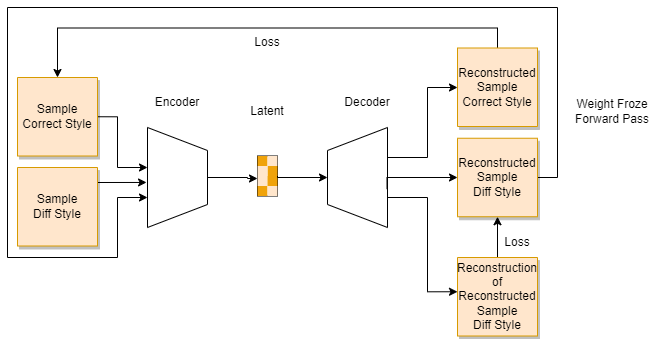 Loss
Reconstructed
Sample
Correct Style
Sample
Correct Style
Encoder
Latent
Decoder
Weight Froze
Forward Pass
Sample
Diff Style
Reconstructed
Sample
Diff Style
Loss
Reconstruction
of
Reconstructed
Sample
Diff Style